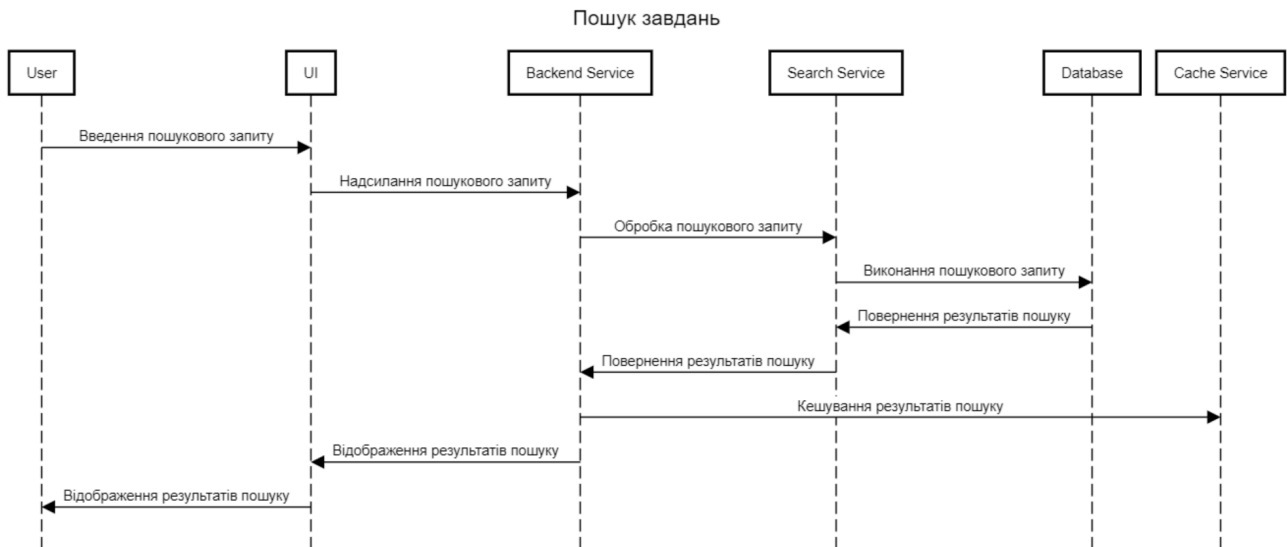 Пошук завдань
User
UI
Backend Service
Search Service
Database
Cache Service
Введення пошукового запиту
Надсилання пошукового запиту
Обробка пошукового запиту
Виконання пошукового запиту
Повернення результатів пошуку
Повернення результатів пошуку
Кешування результатів пошуку
Відображення результатів пошуку
Відображення результатів пошуку